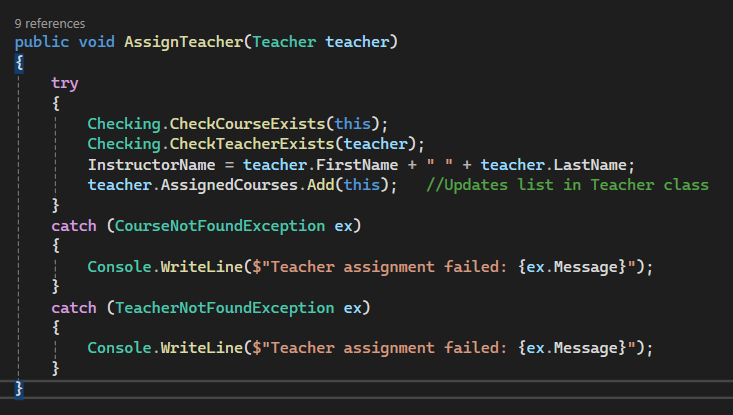 9 references
public void AssignTeacher(Teacher teacher)
{
try
{
Checking.CheckCourseExists(this);
Checking.CheckTeacherExists(teacher);
InstructorName = teacher.FirstName + " " + teacher.LastName;
teacher.AssignedCourses.Add(this);   //Updates list in Teacher class
}
catch (CourseNotFoundException ex)
{
Console.WriteLine($"Teacher assignment failed: {ex.Message}");
}
catch (TeacherNotFoundException ex)
{
Console.WriteLine($"Teacher assignment failed: {ex.Message}");
}
}